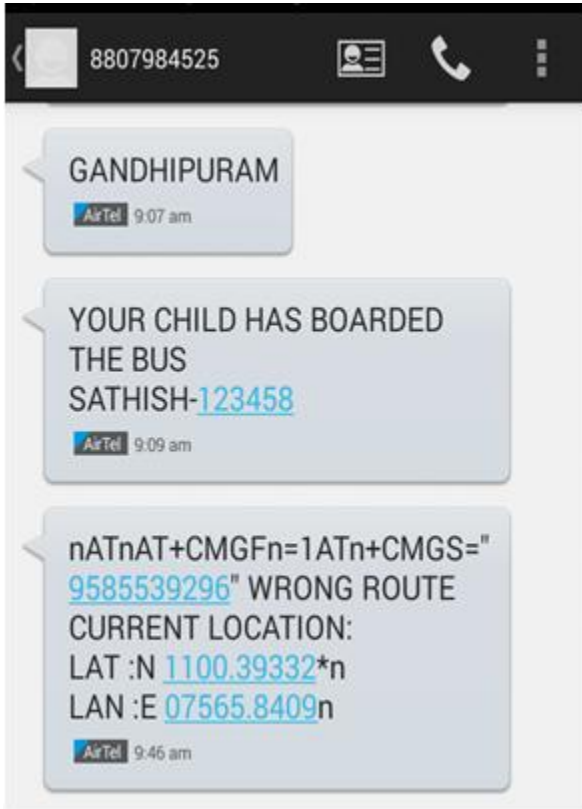 8807984525
GANDHIPURAM
AirTel 9:07 am
YOUR CHILD HAS BOARDED
THE BUS
SATHISH-123458
AirTel 9:09 am
nATnAT+CMGFn=1ATn+CMGS="
9585539296" WRONG ROUTE
CURRENT LOCATION:
LAT :N 1100.39332*n
LAN :E 07565.8409n
AirTel 9:46 am